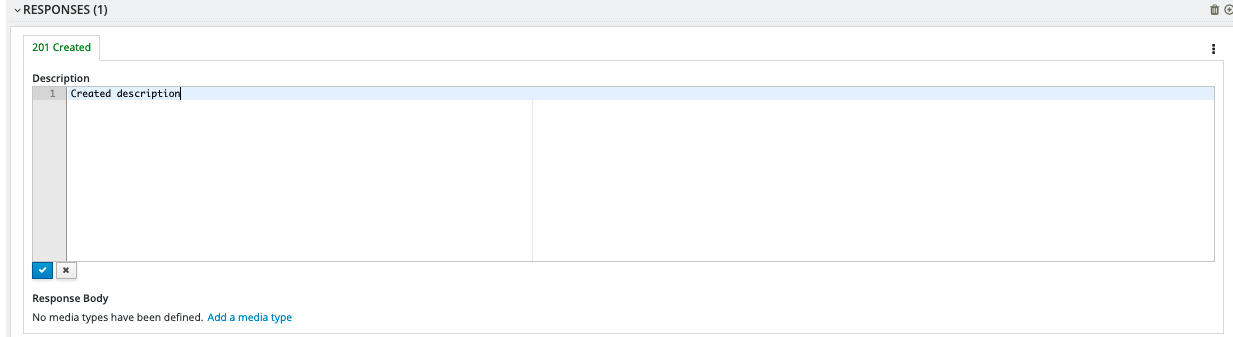 RESPONSES (1)
201 Created
Description
1 Created description
Response Body
No media types have been defined. Add a media type